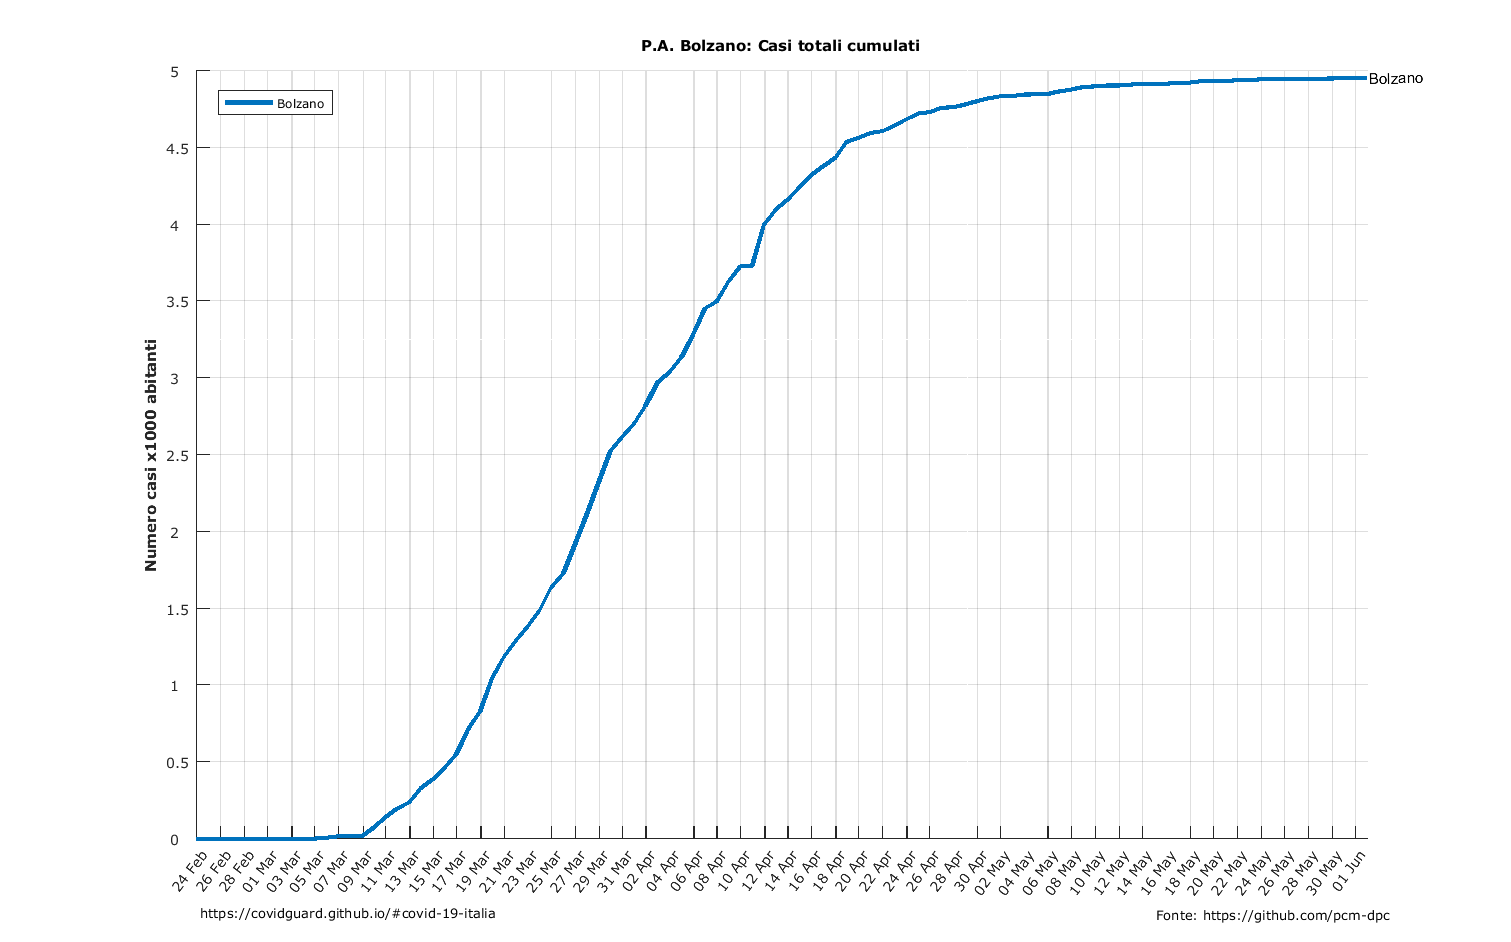 P.A. Bolzano: Casi totali cumulati
Numero casi x1000 abitanti
5
4.5
4
3.5
3
2.5
2
1.5
1
0.5
0
Bolzano
Bolzano
24 Feb
26 Feb
28 Feb
01 Mar
03 Mar
05 Mar
07 Mar
09 Mar
11 Mar
13 Mar
15 Mar
17 Mar
19 Mar
21 Mar
23 Mar
25 Mar
27 Mar
29 Mar
31 Mar
02 Apr
04 Apr
06 Apr
08 Apr
10 Apr
12 Apr
14 Apr
16 Apr
18 Apr
20 Apr
22 Apr
24 Apr
26 Apr
28 Apr
30 Apr
02 May
04 May
06 May
08 May
10 May
12 May
14 May
16 May
18 May
20 May
22 May
24 May
26 May
28 May
30 May
01 Jun
https://covidguard.github.io/#covid-19-italia
Fonte: https://github.com/pcm-dpc